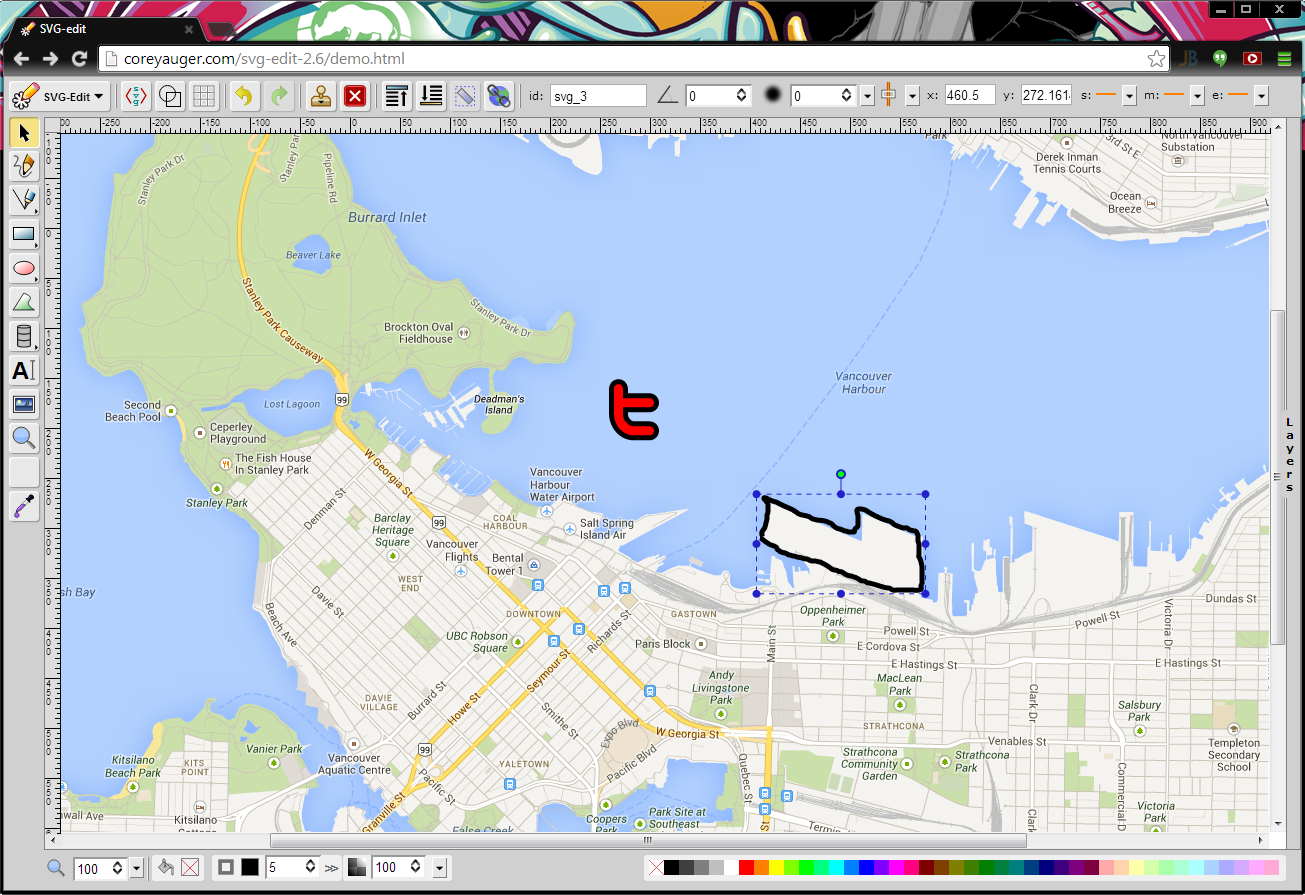 SVG-edit
coreyauger.com/svg-edit-2.6/demo.html
JB
SVG-Edit
id: svg_3
0
0
x: 460.5
y: 272.161
s:
m:
e:
00 -250 -200 -150 -100 -50 0 50 100 150 200 250 300 350 400 450 500 550 600 650 700 750 800 850 900
Stanley Park Dr
Stanley Park
Pipeline Rd
Park
3rd St E
North Vancouver
Substation
Derek Inman
Tennis Courts
Ocean
Breeze
Burrard Inlet
Beaver Lake
Stanley Park Causeway
Stanley Park Dr
Brockton Oval
Fieldhouse
Vancouver
Harbour
t
Second
Beach Pool
Lost Lagoon
99
Deadman's
Island
Ceperley
Playground
The Fish House
In Stanley Park
Stanley Park
W Georgia St
Vancouver
Harbour
Water Airport
Layers
Denman St
99
Barclay
Heritage
Square
COAL
HARBOUR
Salt Spring
Island Air
Vancouver
Flights
Bental
Tower 1
WEST
END
sh Bay
Davie St
Beach Ave
DOWNTOWN
GASTOWN
Oppenheimer
Park
Dundas St
Powell St
Powell St
Victoria Dr
UBC Robson
Square
Richards St
Paris Block
Main St
E Cordova St
E Hastings St
E Hastings St
Seymour St
Andy
Livingstone
Park
MacLean
Park
Clark Dr
Salsbury
Park
DAVIE
VILLAGE
Burrard St
Howe St
Smithe St
Expo Blvd
W Georgia St
STRATHCONA
Venables St
Kitsilano
Beach Park
KITS
POINT
Vanier Park
99
Vancouver
Aquatic Centre
Pacific St
YALETOWN
Pacific Blvd
Quebec St
Strathcona
Community
Garden
Strathcona
Park
Templeton
Secondary
School
Clark Dr
Commercial D
Granville St
wall Ave
Kitsilano
False Creek
Coopers
Park
Park Site at
Southeast
St
Victoria
Park
100
5
100